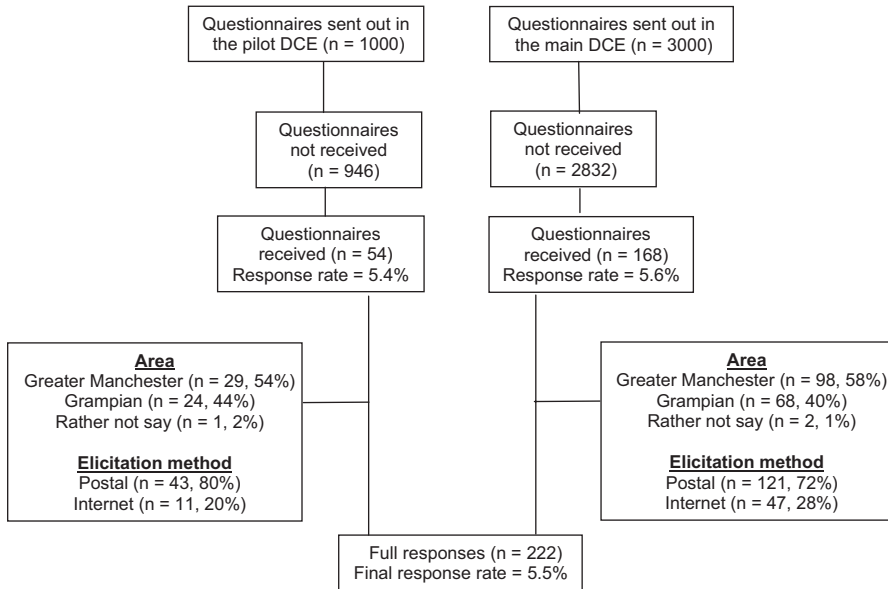 Questionnaires sent out in
the pilot DCE (n = 1000)
Questionnaires sent out in
the main DCE (n = 3000)
Questionnaires
not received
(n = 946)
Questionnaires
not received
(n = 2832)
Questionnaires
received (n = 54)
Response rate = 5.4%
Questionnaires
received (n = 168)
Response rate = 5.6%
Area
Greater Manchester (n = 29, 54%)
Grampian (n = 24, 44%)
Rather not say (n = 1, 2%)
Elicitation method
Postal (n = 43, 80%)
Internet (n = 11, 20%)
Area
Greater Manchester (n = 98, 58%)
Grampian (n = 68, 40%)
Rather not say (n = 2, 1%)
Elicitation method
Postal (n = 121, 72%)
Internet (n = 47, 28%)
Full responses (n = 222)
Final response rate = 5.5%